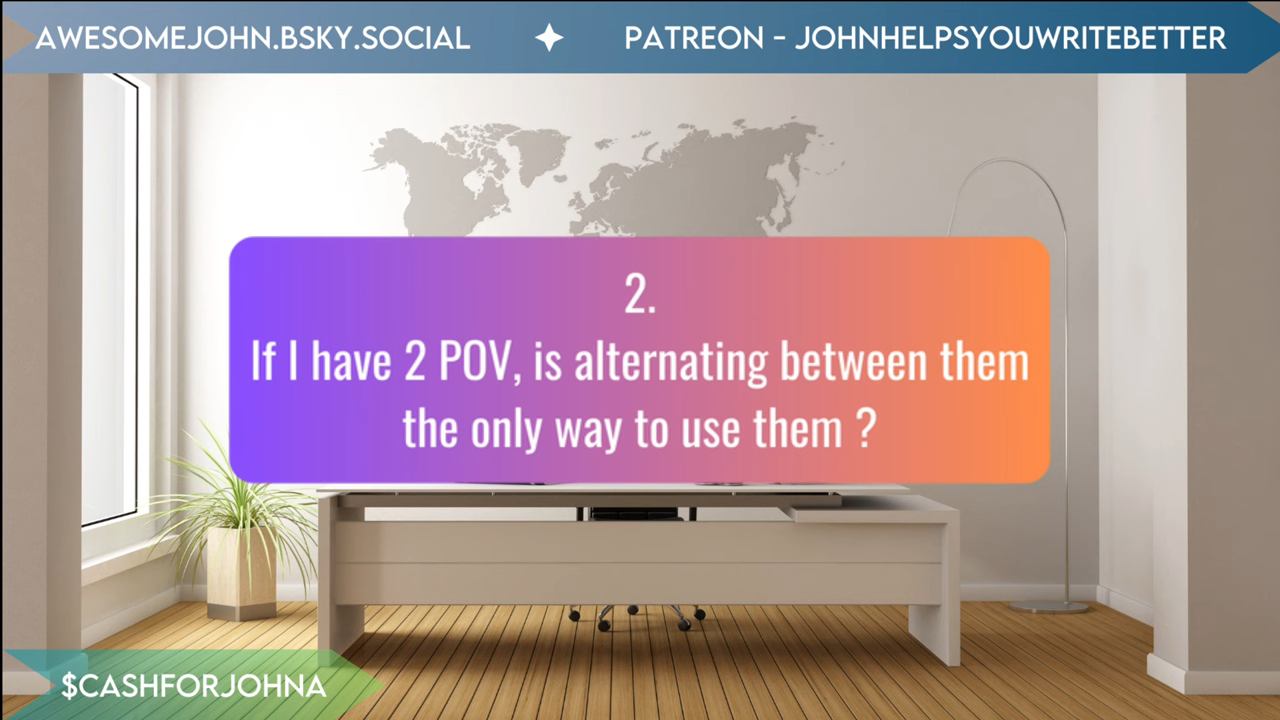 AWESOMEJOHN.BSKY.SOCIAL
PATREON - JOHNHELPSYOUWRITEBETTER
2.
If I have 2 POV, is alternating between them
the only way to use them ?
$CASHFORJOHNA